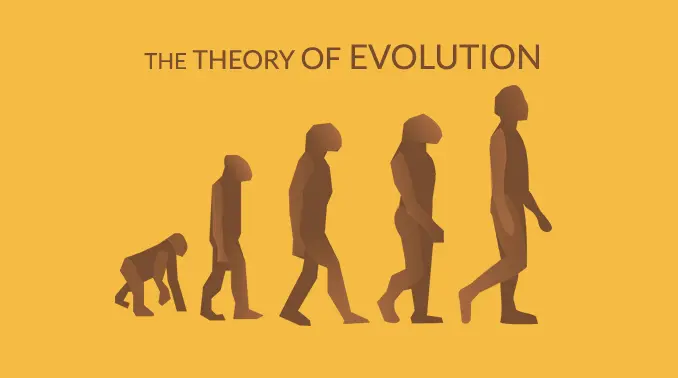 THE THEORY OF EVOLUTION